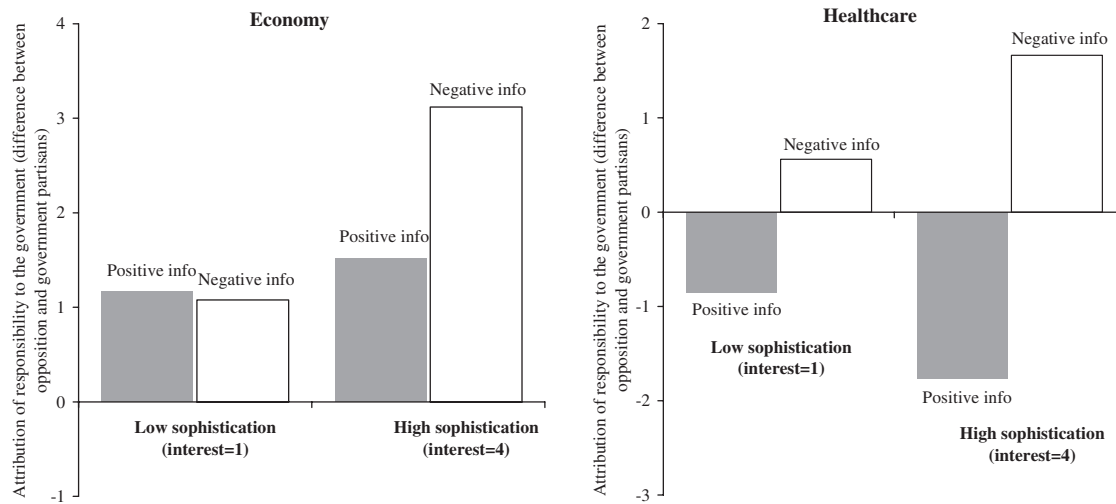 Economy
Attribution of responsibility to the government (difference between
opposition and government partisans)
4
3
2
1
0
-1
Positive info
Negative info
Positive info
Negative info
Low sophistication
(interest=1)
High sophistication
(interest=4)
Healthcare
Attribution of responsibility to the government (difference between
opposition and government partisans)
2
1
0
-1
-2
-3
Negative info
Negative info
Positive info
Low sophistication
(interest=1)
Positive info
High sophistication
(interest=4)